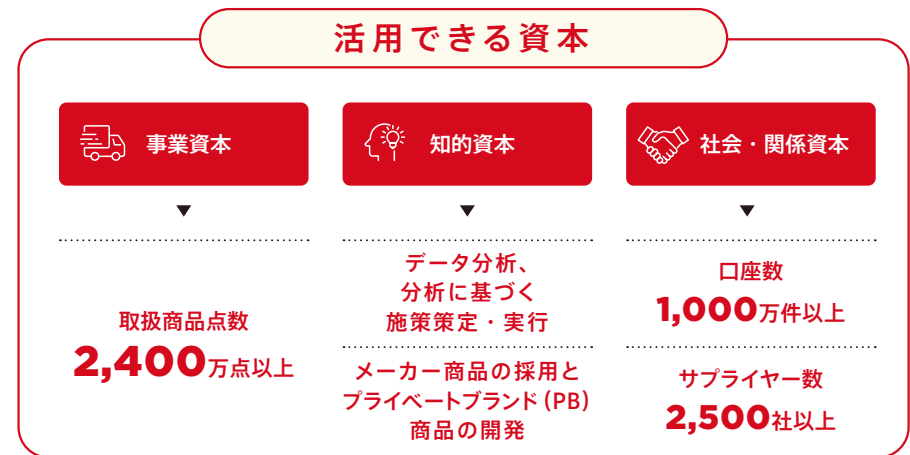 活用できる資本
事業資本
▼
取扱商品点数
2,400万点以上
知的資本
▼
データ分析、
分析に基づく
施策策定・実行
メーカー商品の採用と
プライベートブランド(PB)
商品の開発
社会・関係資本
▼
口座数
1,000万件以上
サプライヤー数
2,500社以上